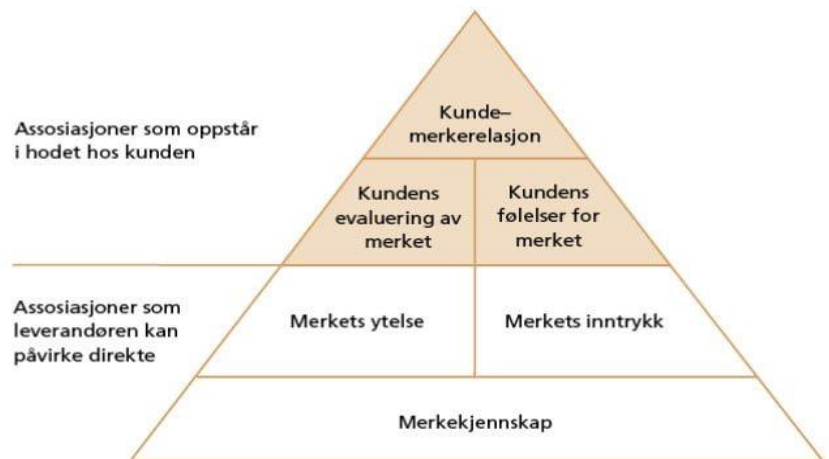 Kunde–
merkerelasjon
Assosiasjoner som oppstår
i hodet hos kunden
Kundens
evaluering av
merket
Kundens
følelser for
merket
Assosiasjoner som
leverandøren kan
påvirke direkte
Merkets ytelse
Merkets inntrykk
Merkekjennskap